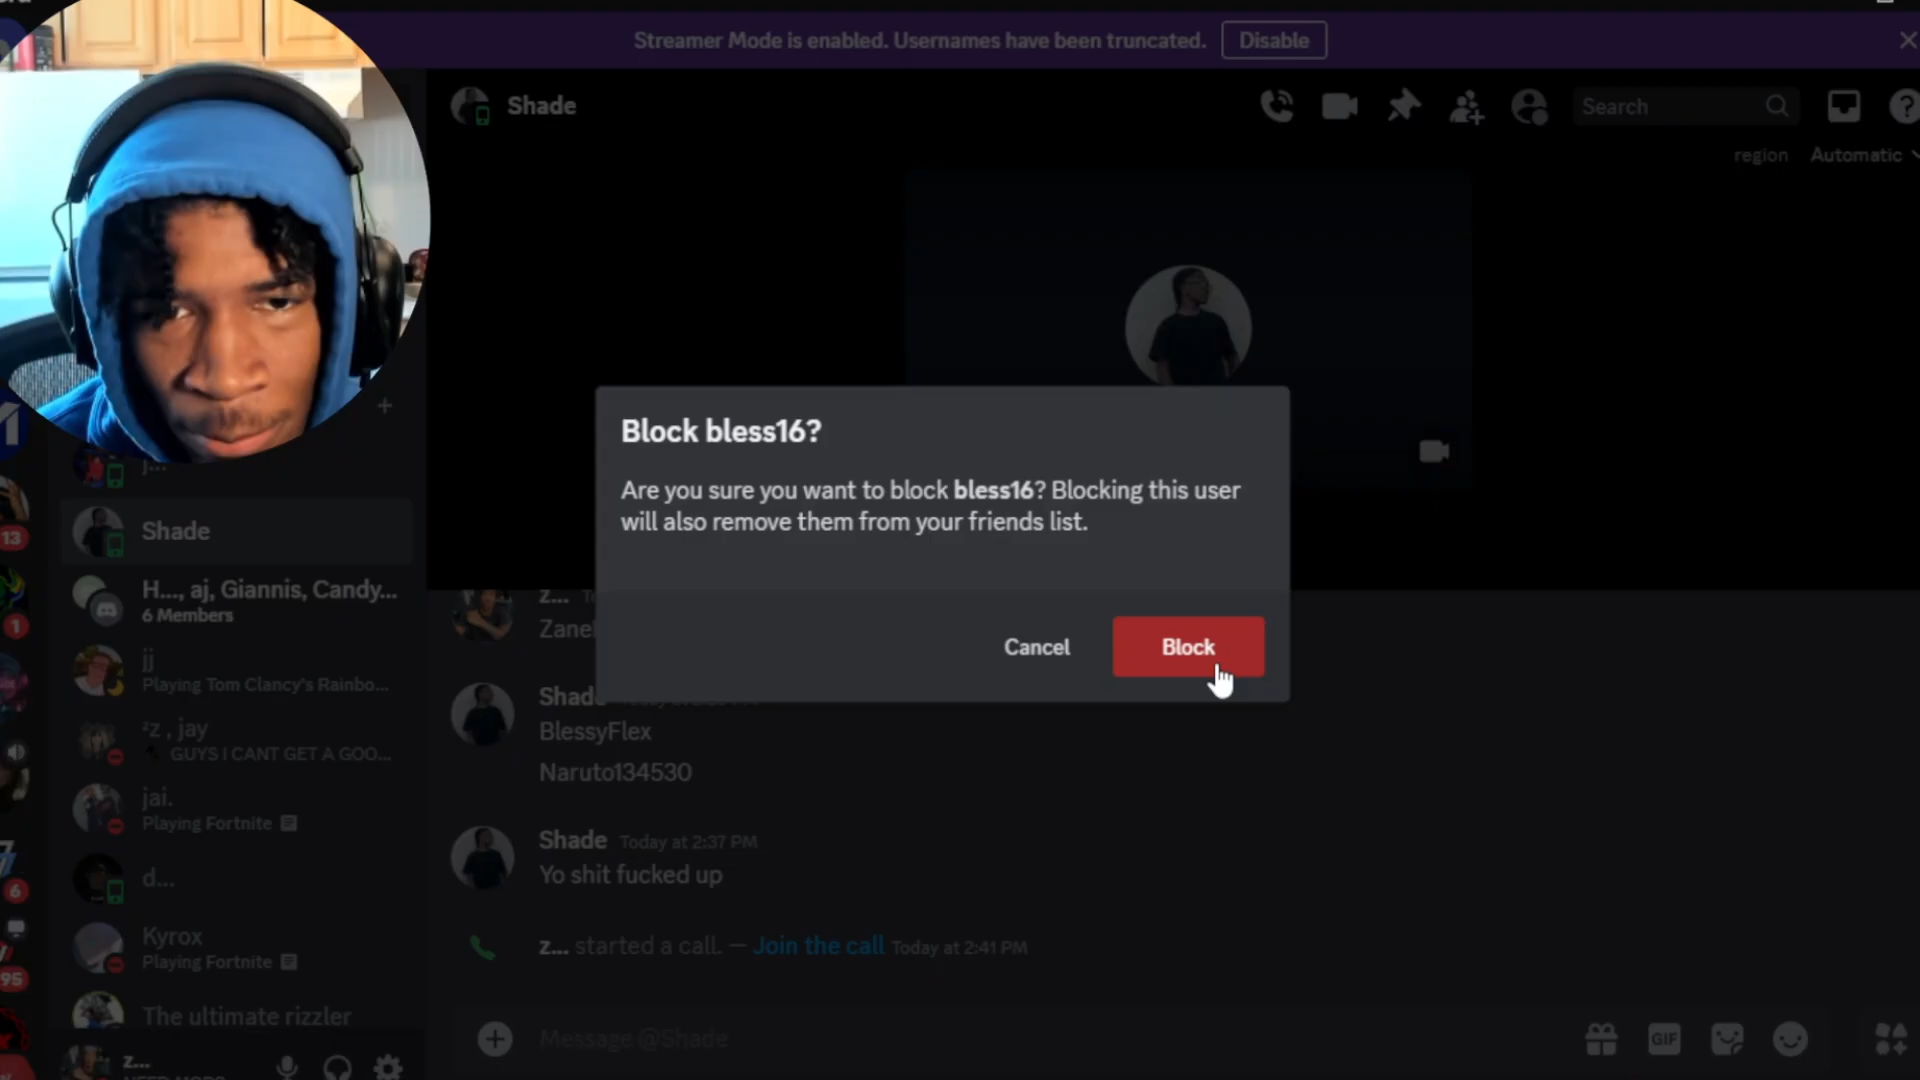 Streamer Mode is enabled. Usernames have been truncated. Disable
Shade
Search
region Automatic
Block bless16?
Are you sure you want to block bless16? Blocking this user
will also remove them from your friends list.
Cancel Block
j...
Shade
H..., aj, Giannis, Candy...
6 Members
jj
Playing Tom Clancy's Rainbo...
²z , jay
GUYS I CANT GET A GOO...
jai.
Playing Fortnite
d...
Kyrox
Playing Fortnite
The ultimate rizzler
z...
13
1
6
95
z...
Shade
BlessyFlex
Naruto134530
Shade Today at 2:37 PM
Yo shit fucked up
z... started a call. — Join the call Today at 2:41 PM
Message @Shade
GIF